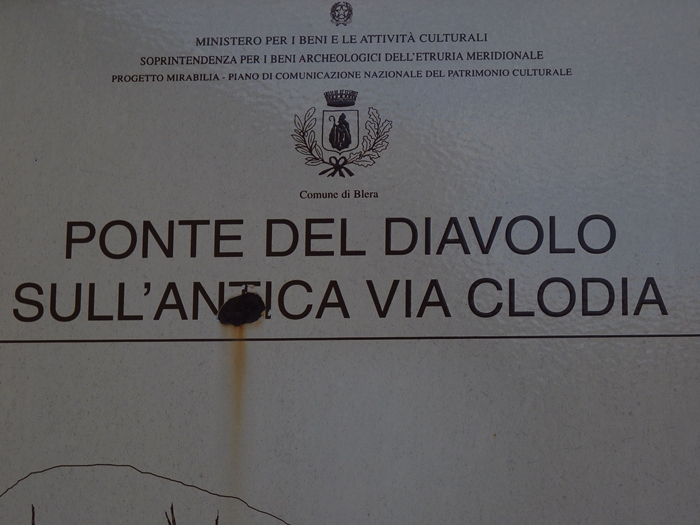 MINISTERO PER I BENI E LE ATTIVITÀ CULTURALI
SOPRINTENDENZA PER I BENI ARCHEOLOGICI DELL'ETRURIA MERIDIONALE
PROGETTO MIRABILIA - PIANO DI COMUNICAZIONE NAZIONALE DEL PATRIMONIO CULTURALE
Comune di Blera
PONTE DEL DIAVOLO
SULL'ANTICA VIA CLODIA